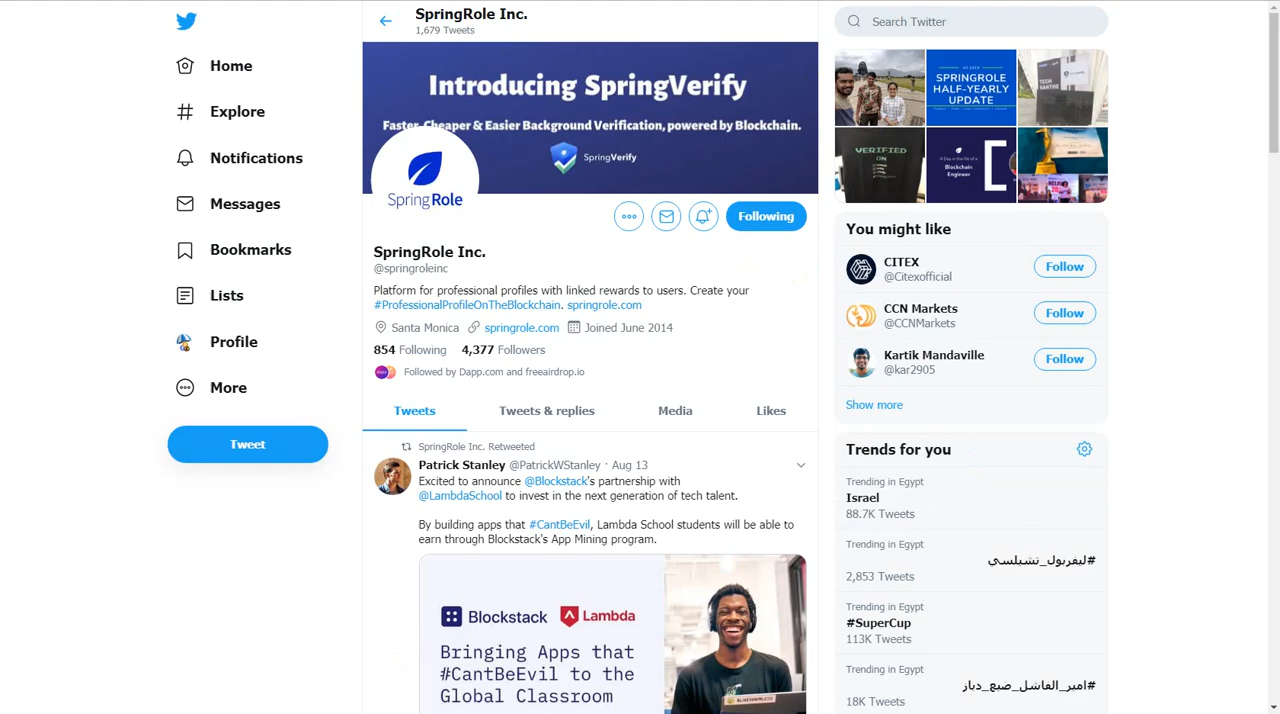 Home
Explore
Notifications
Messages
Bookmarks
Lists
Profile
More
Tweet
SpringRole Inc.
1,679 Tweets
Introducing SpringVerify
Faster, Cheaper & Easier Background Verification, powered by Blockchain.
SpringVerify
SpringRole
Following
SpringRole Inc.
@springroleinc
Platform for professional profiles with linked rewards to users. Create your
#ProfessionalProfileOnTheBlockchain. springrole.com
Santa Monica springrole.com Joined June 2014
854 Following 4,377 Followers
Followed by Dapp.com and freeairdrop.io
Tweets Tweets & replies Media Likes
SpringRole Inc. Retweeted
Patrick Stanley @PatrickWStanley · Aug 13
Excited to announce @Blockstack's partnership with
@LambdaSchool to invest in the next generation of tech talent.
By building apps that #CantBeEvil, Lambda School students will be able to
earn through Blockstack's App Mining program.
Blockstack Lambda
Bringing Apps that
#CantBeEvil to the
Global Classroom
Search Twitter
SPRINGROLE
HALF-YEARLY
UPDATE
VERIFIED
ON
Blockchain
Engineer
You might like
CITEX
@Citexofficial
Follow
CCN Markets
@CCNMarkets
Follow
Kartik Mandaville
@kar2905
Follow
Show more
Trends for you
Trending in Egypt
Israel
88.7K Tweets
Trending in Egypt
#ليفربول_تشيلسي
2,853 Tweets
Trending in Egypt
#SuperCup
113K Tweets
Trending in Egypt
#امير_الفاشل_ضيع_دباز
18K Tweets